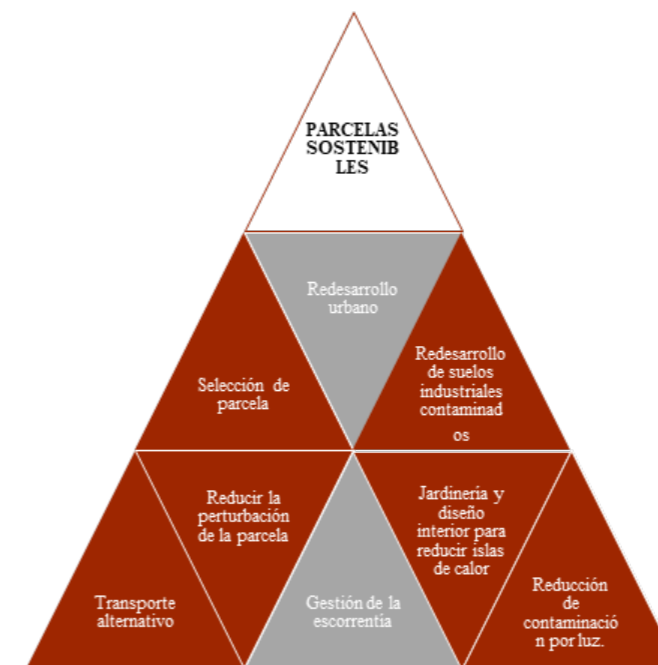 PARCELAS
SOSTENIB
LES
Redesarrollo
urbano
Selección de
parcela
Redesarrollo
de suelos
industriales
contaminad
os
Reducir la
perturbación
de la parcela
Jardinería y
diseño
interior para
reducir islas
de calor
Transporte
alternativo
Gestión de la
escorrentía
Reducción
de
contaminació
n por luz.